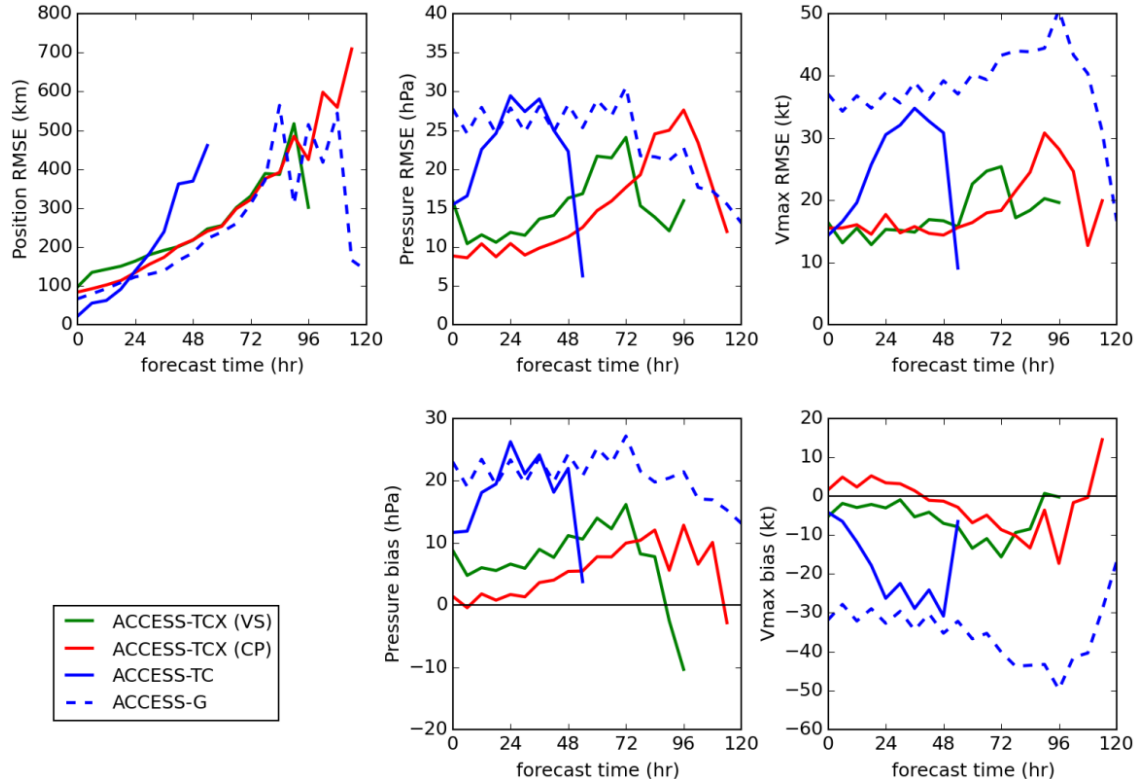 800
700
600
500
400
300
200
100
0
Position RMSE
(km)
0 24 48 72 96 120
forecast time (hr)
40
35
30
25
20
15
10
5
0
Pressure RMSE (hPa)
0 24 48 72 96 120
forecast time (hr)
50
40
30
20
10
0
Vmax RMSE (kt)
0 24 48 72 96 120
forecast time (hr)
30
20
10
0
−10
−20
Pressure bias (hPa)
0 24 48 72 96 120
forecast time (hr)
20
10
0
−10
−20
−30
−40
−50
−60
Vmax bias (kt)
0 24 48 72 96 120
forecast time (hr)
ACCESS-TCX (VS)
ACCESS-TCX (CP)
ACCESS-TC
ACCESS-G